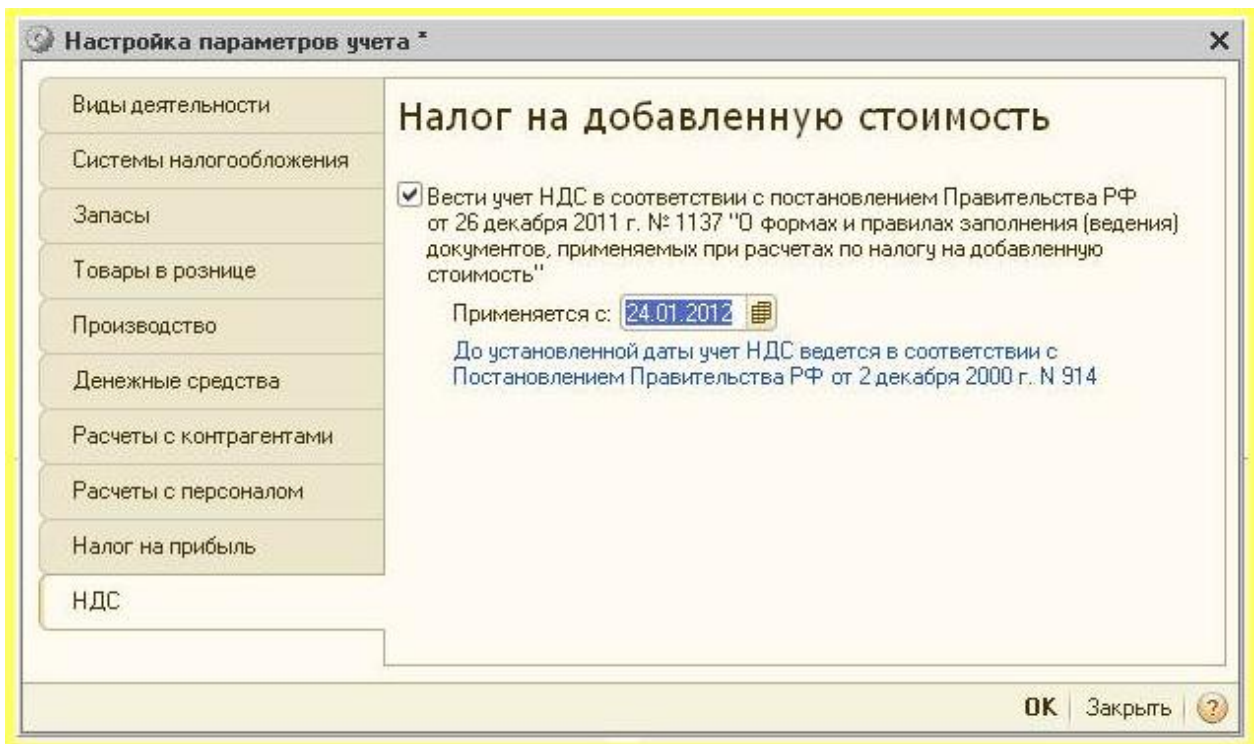 Настройка параметров учета *
Виды деятельности
Системы налогообложения
Запасы
Товары в рознице
Производство
Денежные средства
Расчеты с контрагентами
Расчеты с персоналом
Налог на прибыль
НДС
Налог на добавленную стоимость
Вести учет НДС в соответствии с постановлением Правительства РФ
от 26 декабря 2011 г. № 1137 "О формах и правилах заполнения (ведения)
документов, применяемых при расчетах по налогу на добавленную
стоимость"
Применяется с: 24.01.2012
До установленной даты учет НДС ведется в соответствии с
Постановлением Правительства РФ от 2 декабря 2000 г. N 914
OK Закрыть ?